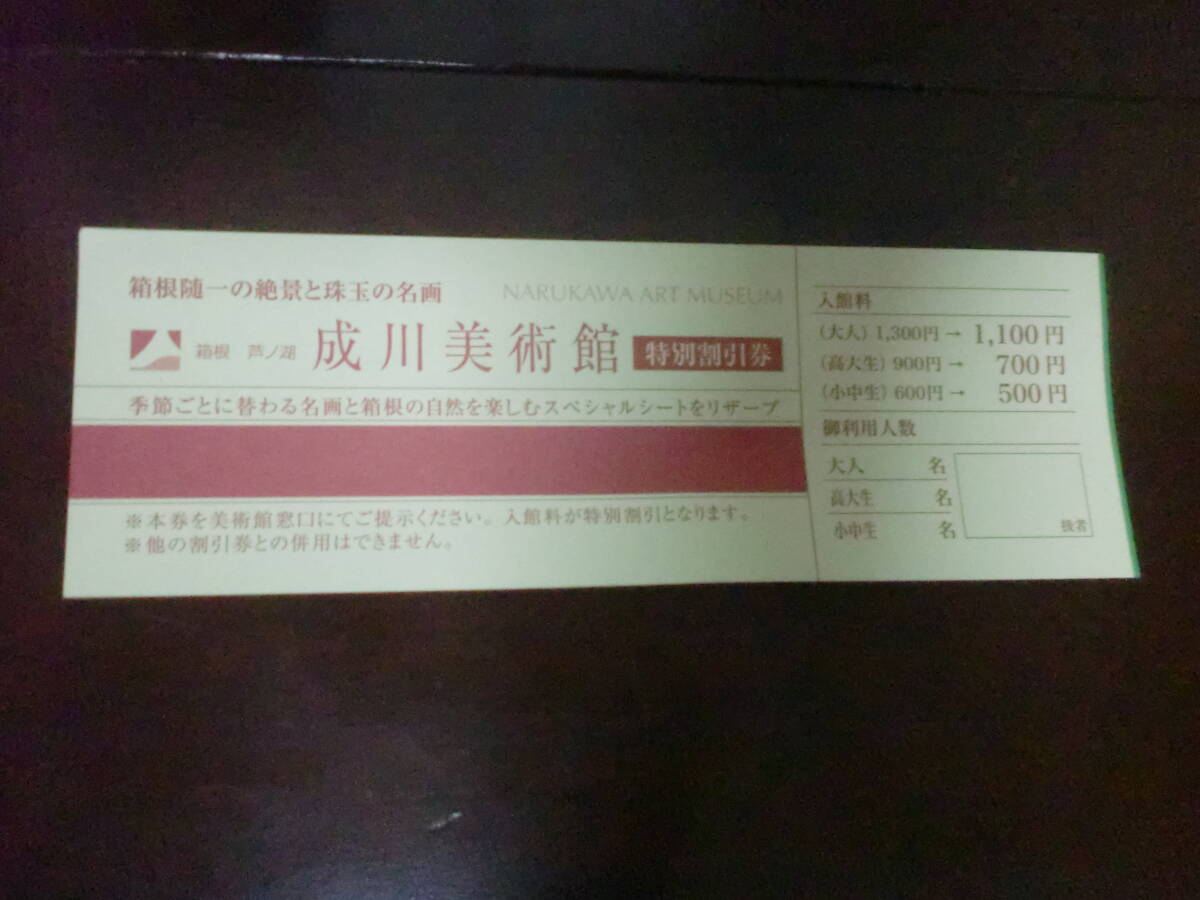 箱根随一の絶景と珠玉の名画
NARUKAWA ART MUSEUM
箱根 芦ノ湖 成川美術館 特別割引券
季節ごとに替わる名画と箱根の自然を楽しむスペシャルシートをリザーブ
※本券を美術館窓口にてご提示ください。入館料が特別割引となります。
※他の割引券との併用はできません。
入館料
(大人) 1,300円→ 1,100円
(高大生) 900円→ 700円
(小中生) 600円→ 500円
御利用人数
大人 名
高大生 名
小中生 名
扱者